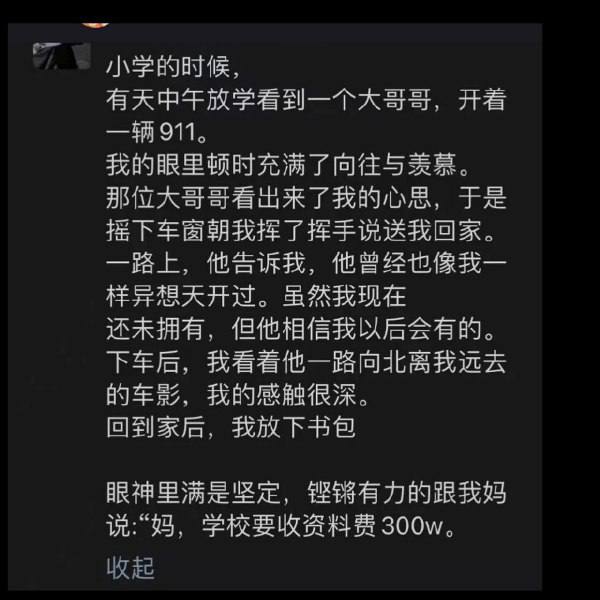 小学的时候，
有天中午放学看到一个大哥哥，开着
一辆911。
我的眼里顿时充满了向往与羡慕。
那位大哥哥看出来了我的心思，于是
摇下车窗朝我挥了挥手说送我回家。
一路上，他告诉我，他曾经也像我一
样异想天开过。虽然我现在
还未拥有，但他相信我以后会有的。
下车后，我看着他一路向北离我远去
的车影，我的感触很深。
回到家后，我放下书包
眼神里满是坚定，铿锵有力的跟我妈
说:“妈，学校要收资料费300w。
收起